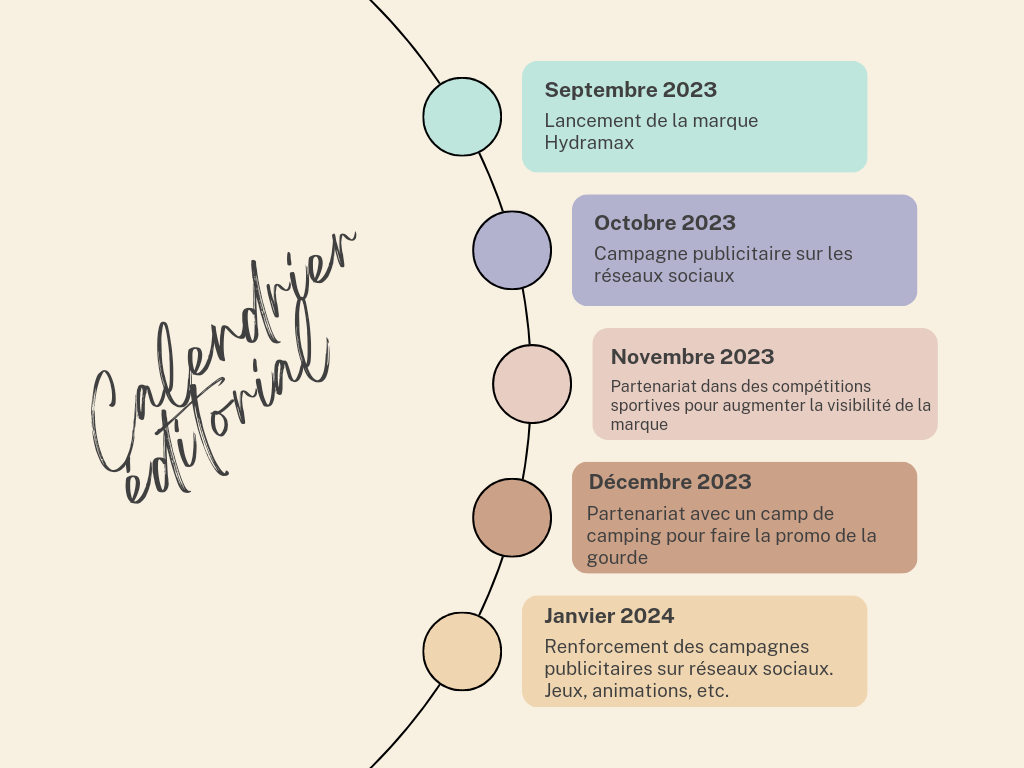 Calendrier
éditorial
Septembre 2023
Lancement de la marque
Hydramax
Octobre 2023
Campagne publicitaire sur les
réseaux sociaux
Novembre 2023
Partenariat dans des compétitions
sportives pour augmenter la visibilité de la
marque
Décembre 2023
Partenariat avec un camp de
camping pour faire la promo de la
gourde
Janvier 2024
Renforcement des campagnes
publicitaires sur réseaux sociaux.
Jeux, animations, etc.